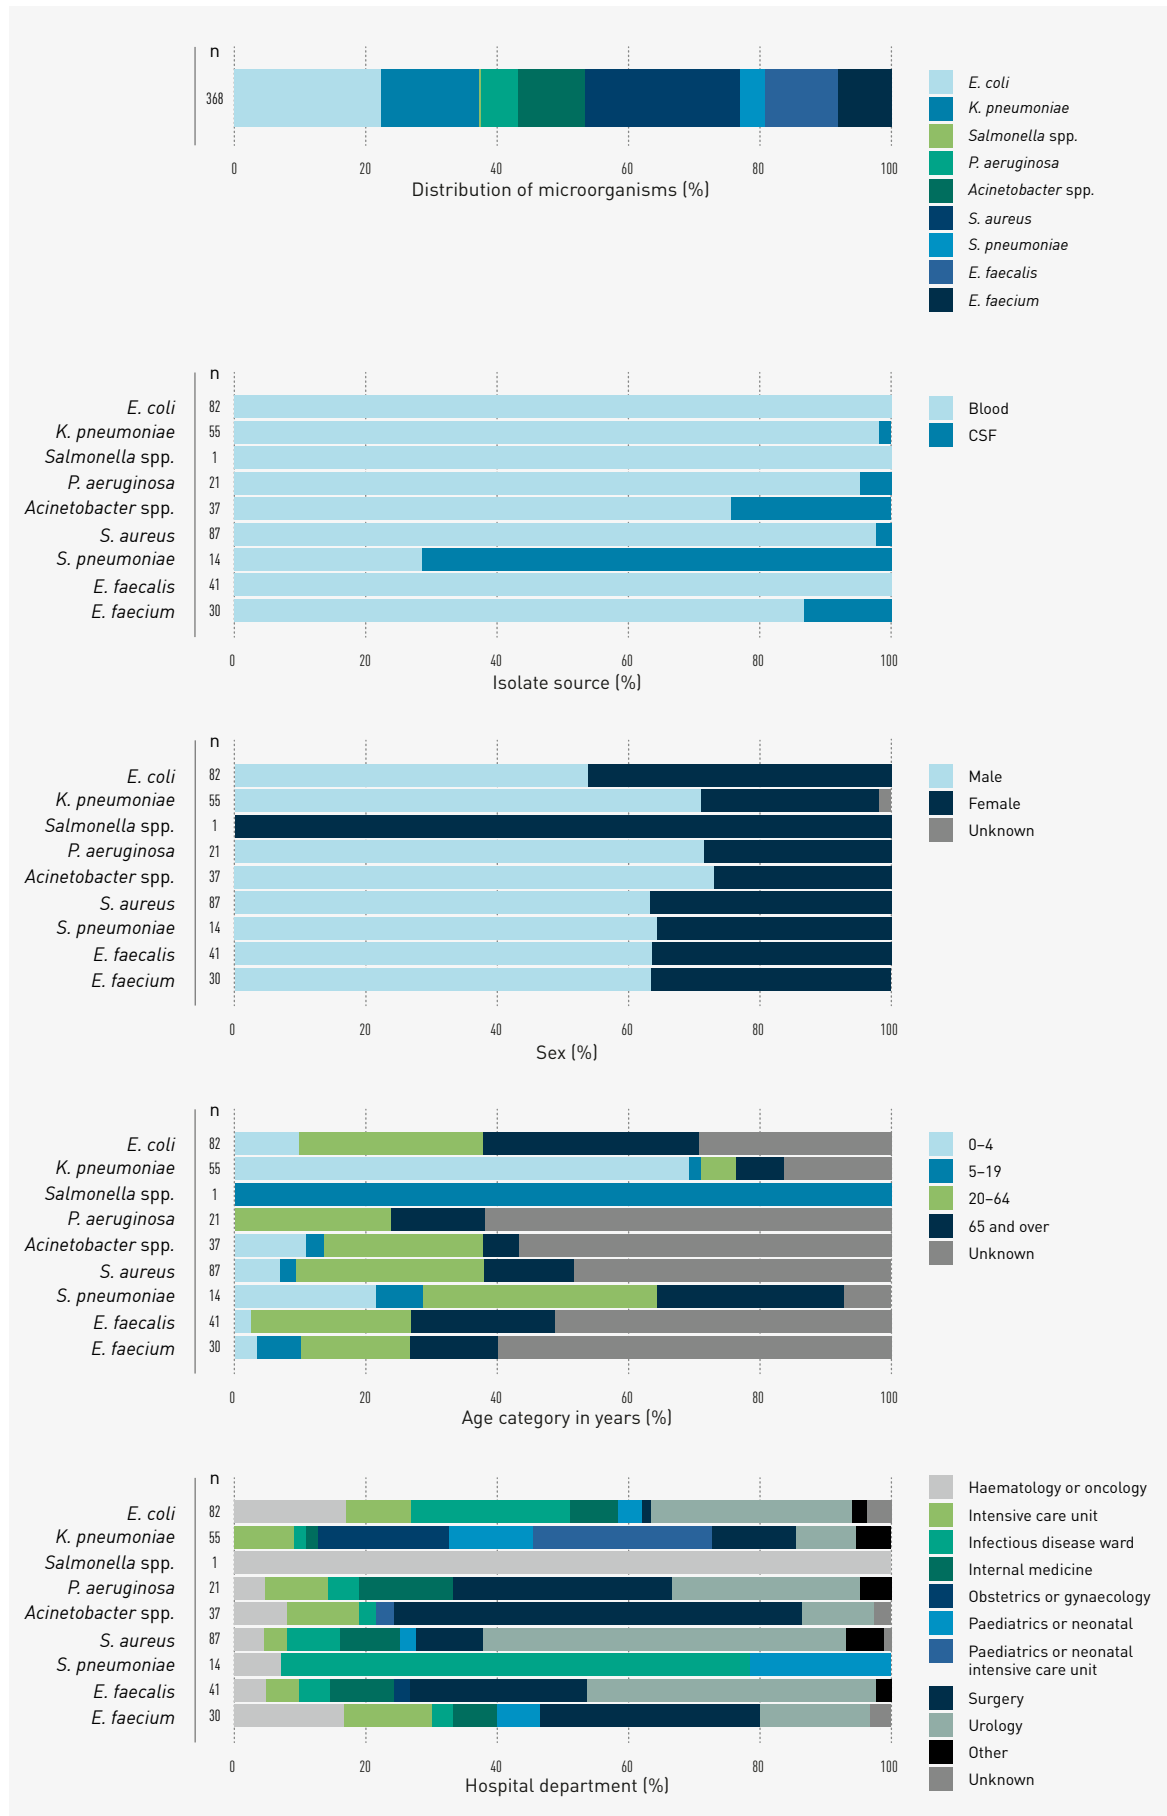 n
368
0 20 40 60 80 100
Distribution of microorganisms (%)
E. coli
K. pneumoniae
Salmonella spp.
P. aeruginosa
Acinetobacter spp.
S. aureus
S. pneumoniae
E. faecalis
E. faecium
n
E. coli 82
K. pneumoniae 55
Salmonella spp. 1
P. aeruginosa 21
Acinetobacter spp. 37
S. aureus 87
S. pneumoniae 14
E. faecalis 41
E. faecium 30
0 20 40 60 80 100
Isolate source (%)
Blood
CSF
n
E. coli 82
K. pneumoniae 55
Salmonella spp. 1
P. aeruginosa 21
Acinetobacter spp. 37
S. aureus 87
S. pneumoniae 14
E. faecalis 41
E. faecium 30
0 20 40 60 80 100
Sex (%)
Male
Female
Unknown
n
E. coli 82
K. pneumoniae 55
Salmonella spp. 1
P. aeruginosa 21
Acinetobacter spp. 37
S. aureus 87
S. pneumoniae 14
E. faecalis 41
E. faecium 30
0 20 40 60 80 100
Age category in years (%)
0–4
5–19
20–64
65 and over
Unknown
n
E. coli 82
K. pneumoniae 55
Salmonella spp. 1
P. aeruginosa 21
Acinetobacter spp. 37
S. aureus 87
S. pneumoniae 14
E. faecalis 41
E. faecium 30
0 20 40 60 80 100
Hospital department (%)
Haematology or oncology
Intensive care unit
Infectious disease ward
Internal medicine
Obstetrics or gynaecology
Paediatrics or neonatal
Paediatrics or neonatal
intensive care unit
Surgery
Urology
Other
Unknown